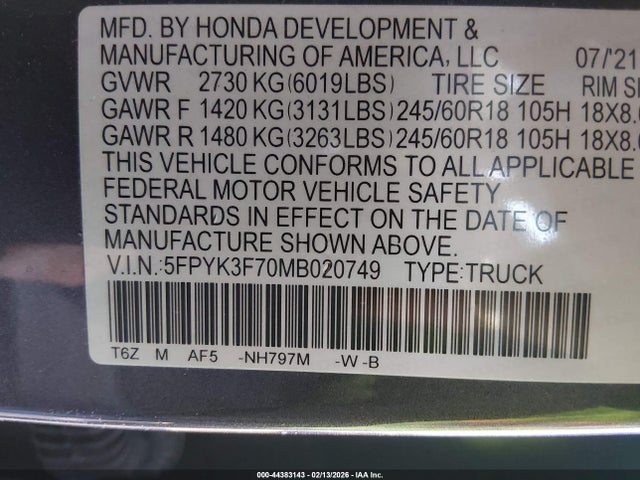 MFD. BY HONDA DEVELOPMENT &
MANUFACTURING OF AMERICA, LLC 07/'21
GVWR 2730 KG(6019LBS) TIRE SIZE RIM
GAWR F 1420 KG(3131LBS) 245/60R18 105H 18X8.
GAWR R 1480 KG(3263LBS) 245/60R18 105H 18X8.
THIS VEHICLE CONFORMS TO ALL APPLICABLE
FEDERAL MOTOR VEHICLE SAFETY
STANDARDS IN EFFECT ON THE DATE OF
MANUFACTURE SHOWN ABOVE.
V.I.N.:5FPYK3F70MB020749 TYPE:TRUCK
T6Z M AF5 -NH797M -W -B
000-44383143 - 02/13/2026 - IAA Inc.